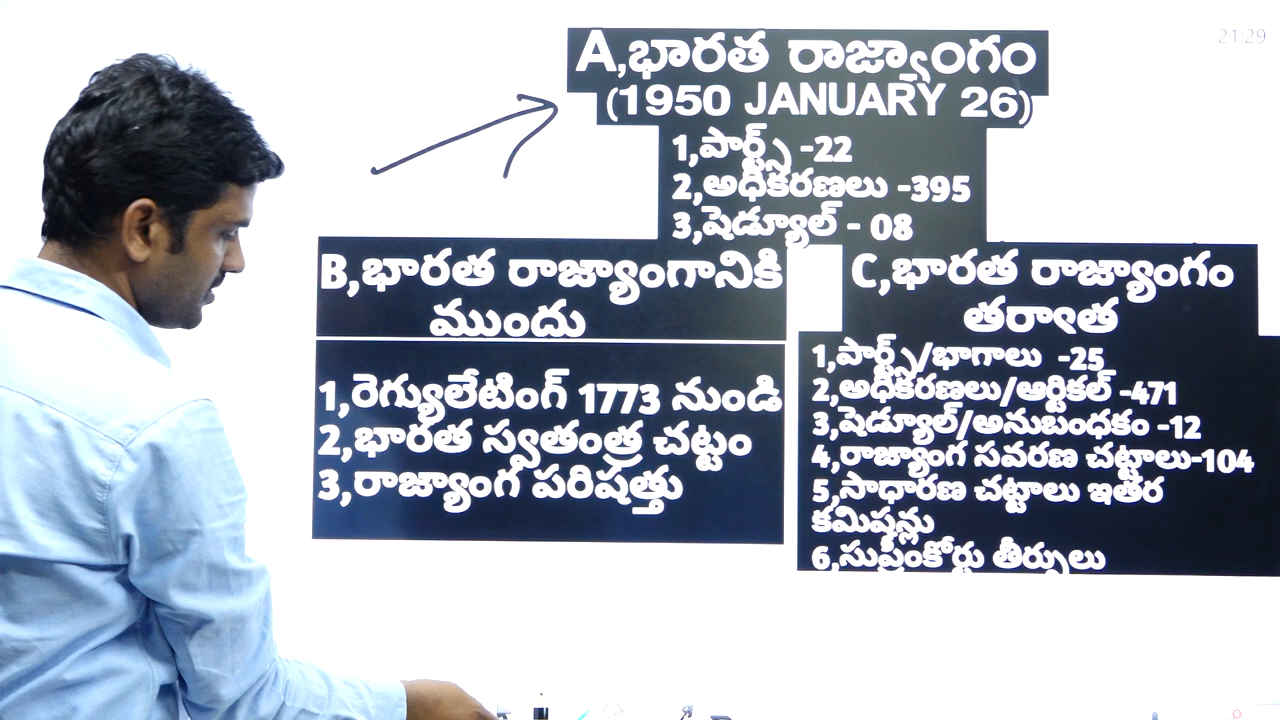 21:29
A,భారత రాజ్యాంగం
(1950 JANUARY 26)
1,పార్ట్స్ -22
2,అధికరణలు -395
3,షెడ్యూల్ - 08
B,భారత రాజ్యాంగానికి
ముందు
1,రెగ్యులేటింగ్ 1773 నుండి
2,భారత స్వతంత్ర చట్టం
3,రాజ్యాంగ పరిషత్తు
C,భారత రాజ్యాంగం
తర్వాత
1,పార్ట్స్/భాగాలు -25
2,అధికరణలు/ఆర్టికల్ -471
3,షెడ్యూల్/అనుబంధకం -12
4,రాజ్యాంగ సవరణ చట్టాలు-104
5,సాధారణ చట్టాలు ఇతర
కమిషన్లు
6,సుప్రీంకోర్టు తీర్పులు